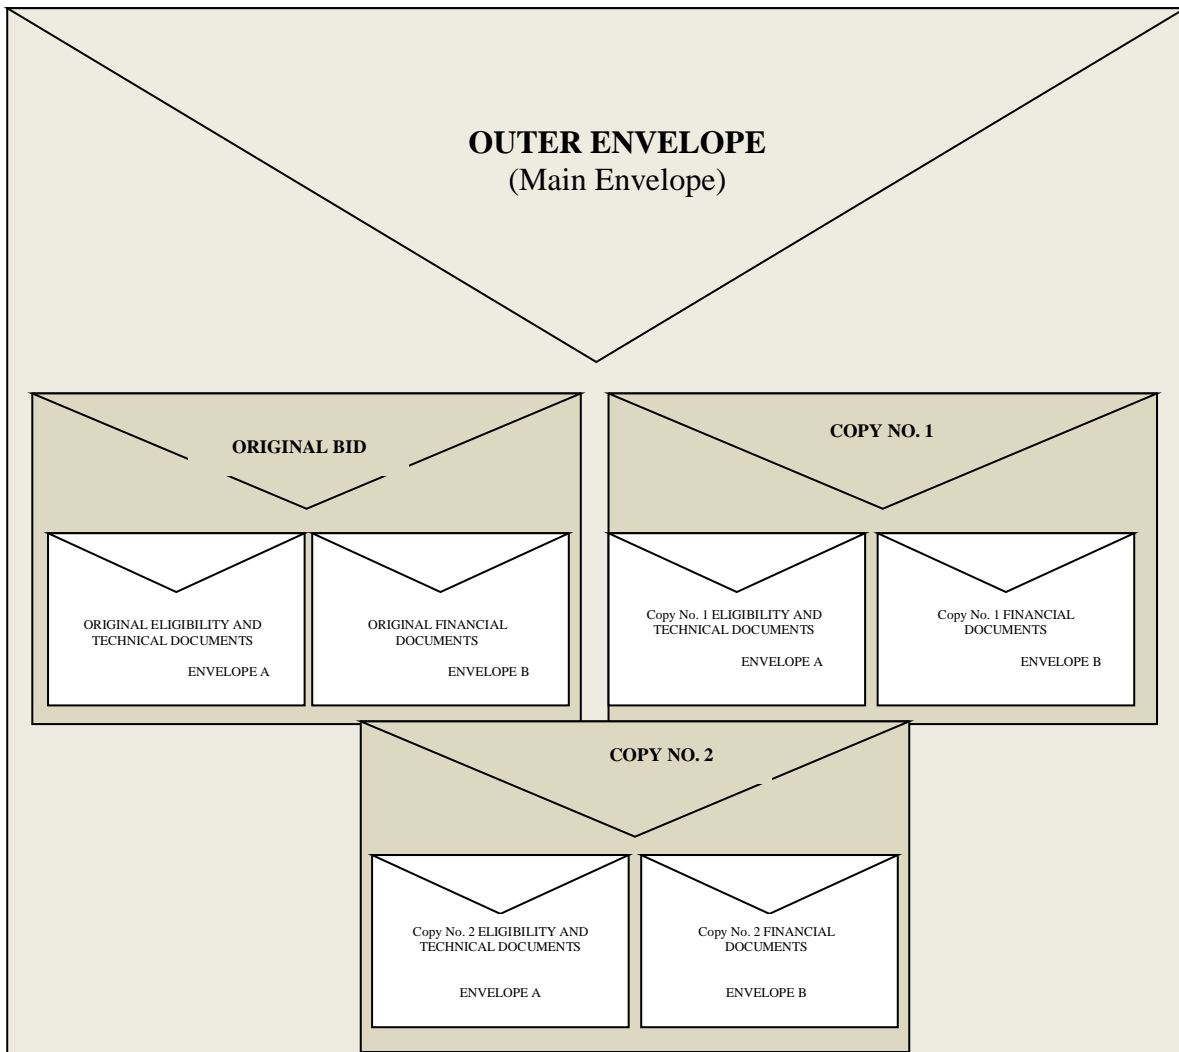 OUTER ENVELOPE
(Main Envelope)
ORIGINAL BID
ORIGINAL ELIGIBILITY AND
TECHNICAL DOCUMENTS
ENVELOPE A
ORIGINAL FINANCIAL
DOCUMENTS
ENVELOPE B
COPY NO. 1
Copy No. 1 ELIGIBILITY AND
TECHNICAL DOCUMENTS
ENVELOPE A
Copy No. 1 FINANCIAL
DOCUMENTS
ENVELOPE B
COPY NO. 2
Copy No. 2 ELIGIBILITY AND
TECHNICAL DOCUMENTS
ENVELOPE A
Copy No. 2 FINANCIAL
DOCUMENTS
ENVELOPE B